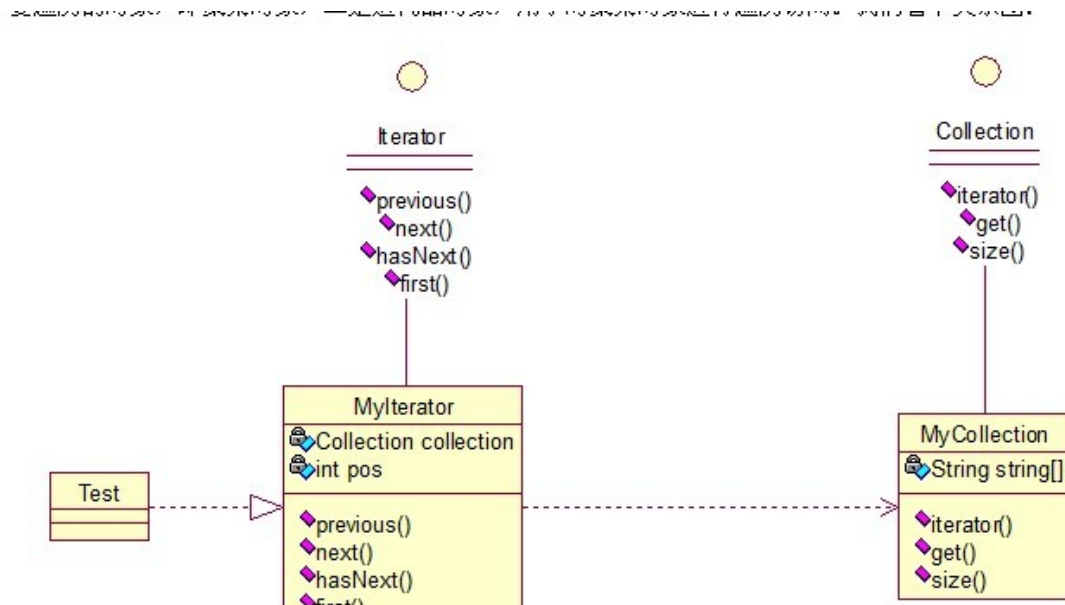 Iterator
previous()
next()
hasNext()
first()
Collection
iterator()
get()
size()
MyIterator
Collection collection
int pos
previous()
next()
hasNext()
first()
Test
MyCollection
String string[]
iterator()
get()
size()